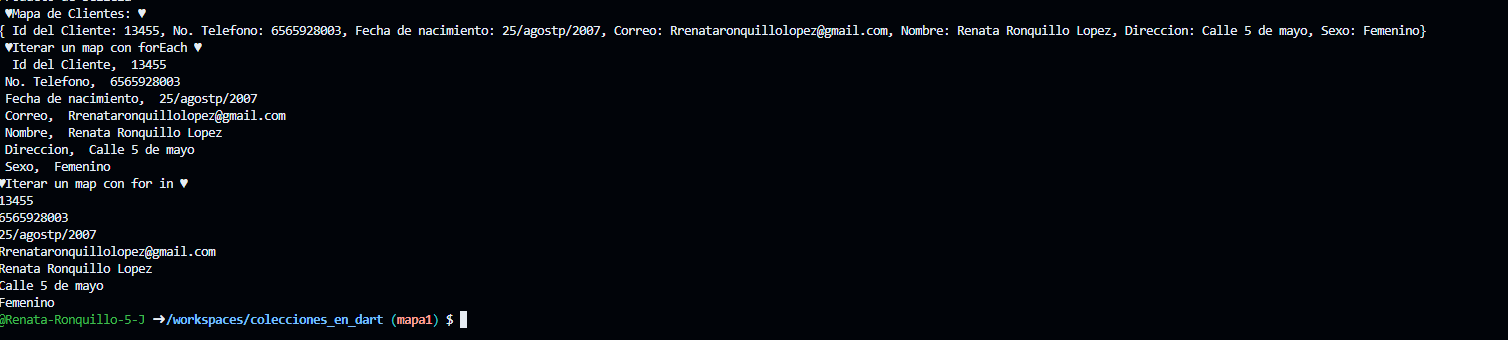 ♥Mapa de Clientes: ♥
{ Id del Cliente: 13455, No. Telefono: 6565928003, Fecha de nacimiento: 25/agostp/2007, Correo: Rrenataronquillolopez@gmail.com, Nombre: Renata Ronquillo Lopez, Direccion: Calle 5 de mayo, Sexo: Femenino}
♥Iterar un map con forEach ♥
Id del Cliente,  13455
No. Telefono,  6565928003
Fecha de nacimiento,  25/agostp/2007
Correo,  Rrenataronquillolopez@gmail.com
Nombre,  Renata Ronquillo Lopez
Direccion,  Calle 5 de mayo
Sexo,  Femenino
♥Iterar un map con for in ♥
13455
6565928003
25/agostp/2007
Rrenataronquillolopez@gmail.com
Renata Ronquillo Lopez
Calle 5 de mayo
Femenino
@Renata-Ronquillo-5-J ➜/workspaces/colecciones_en_dart (mapa1) $